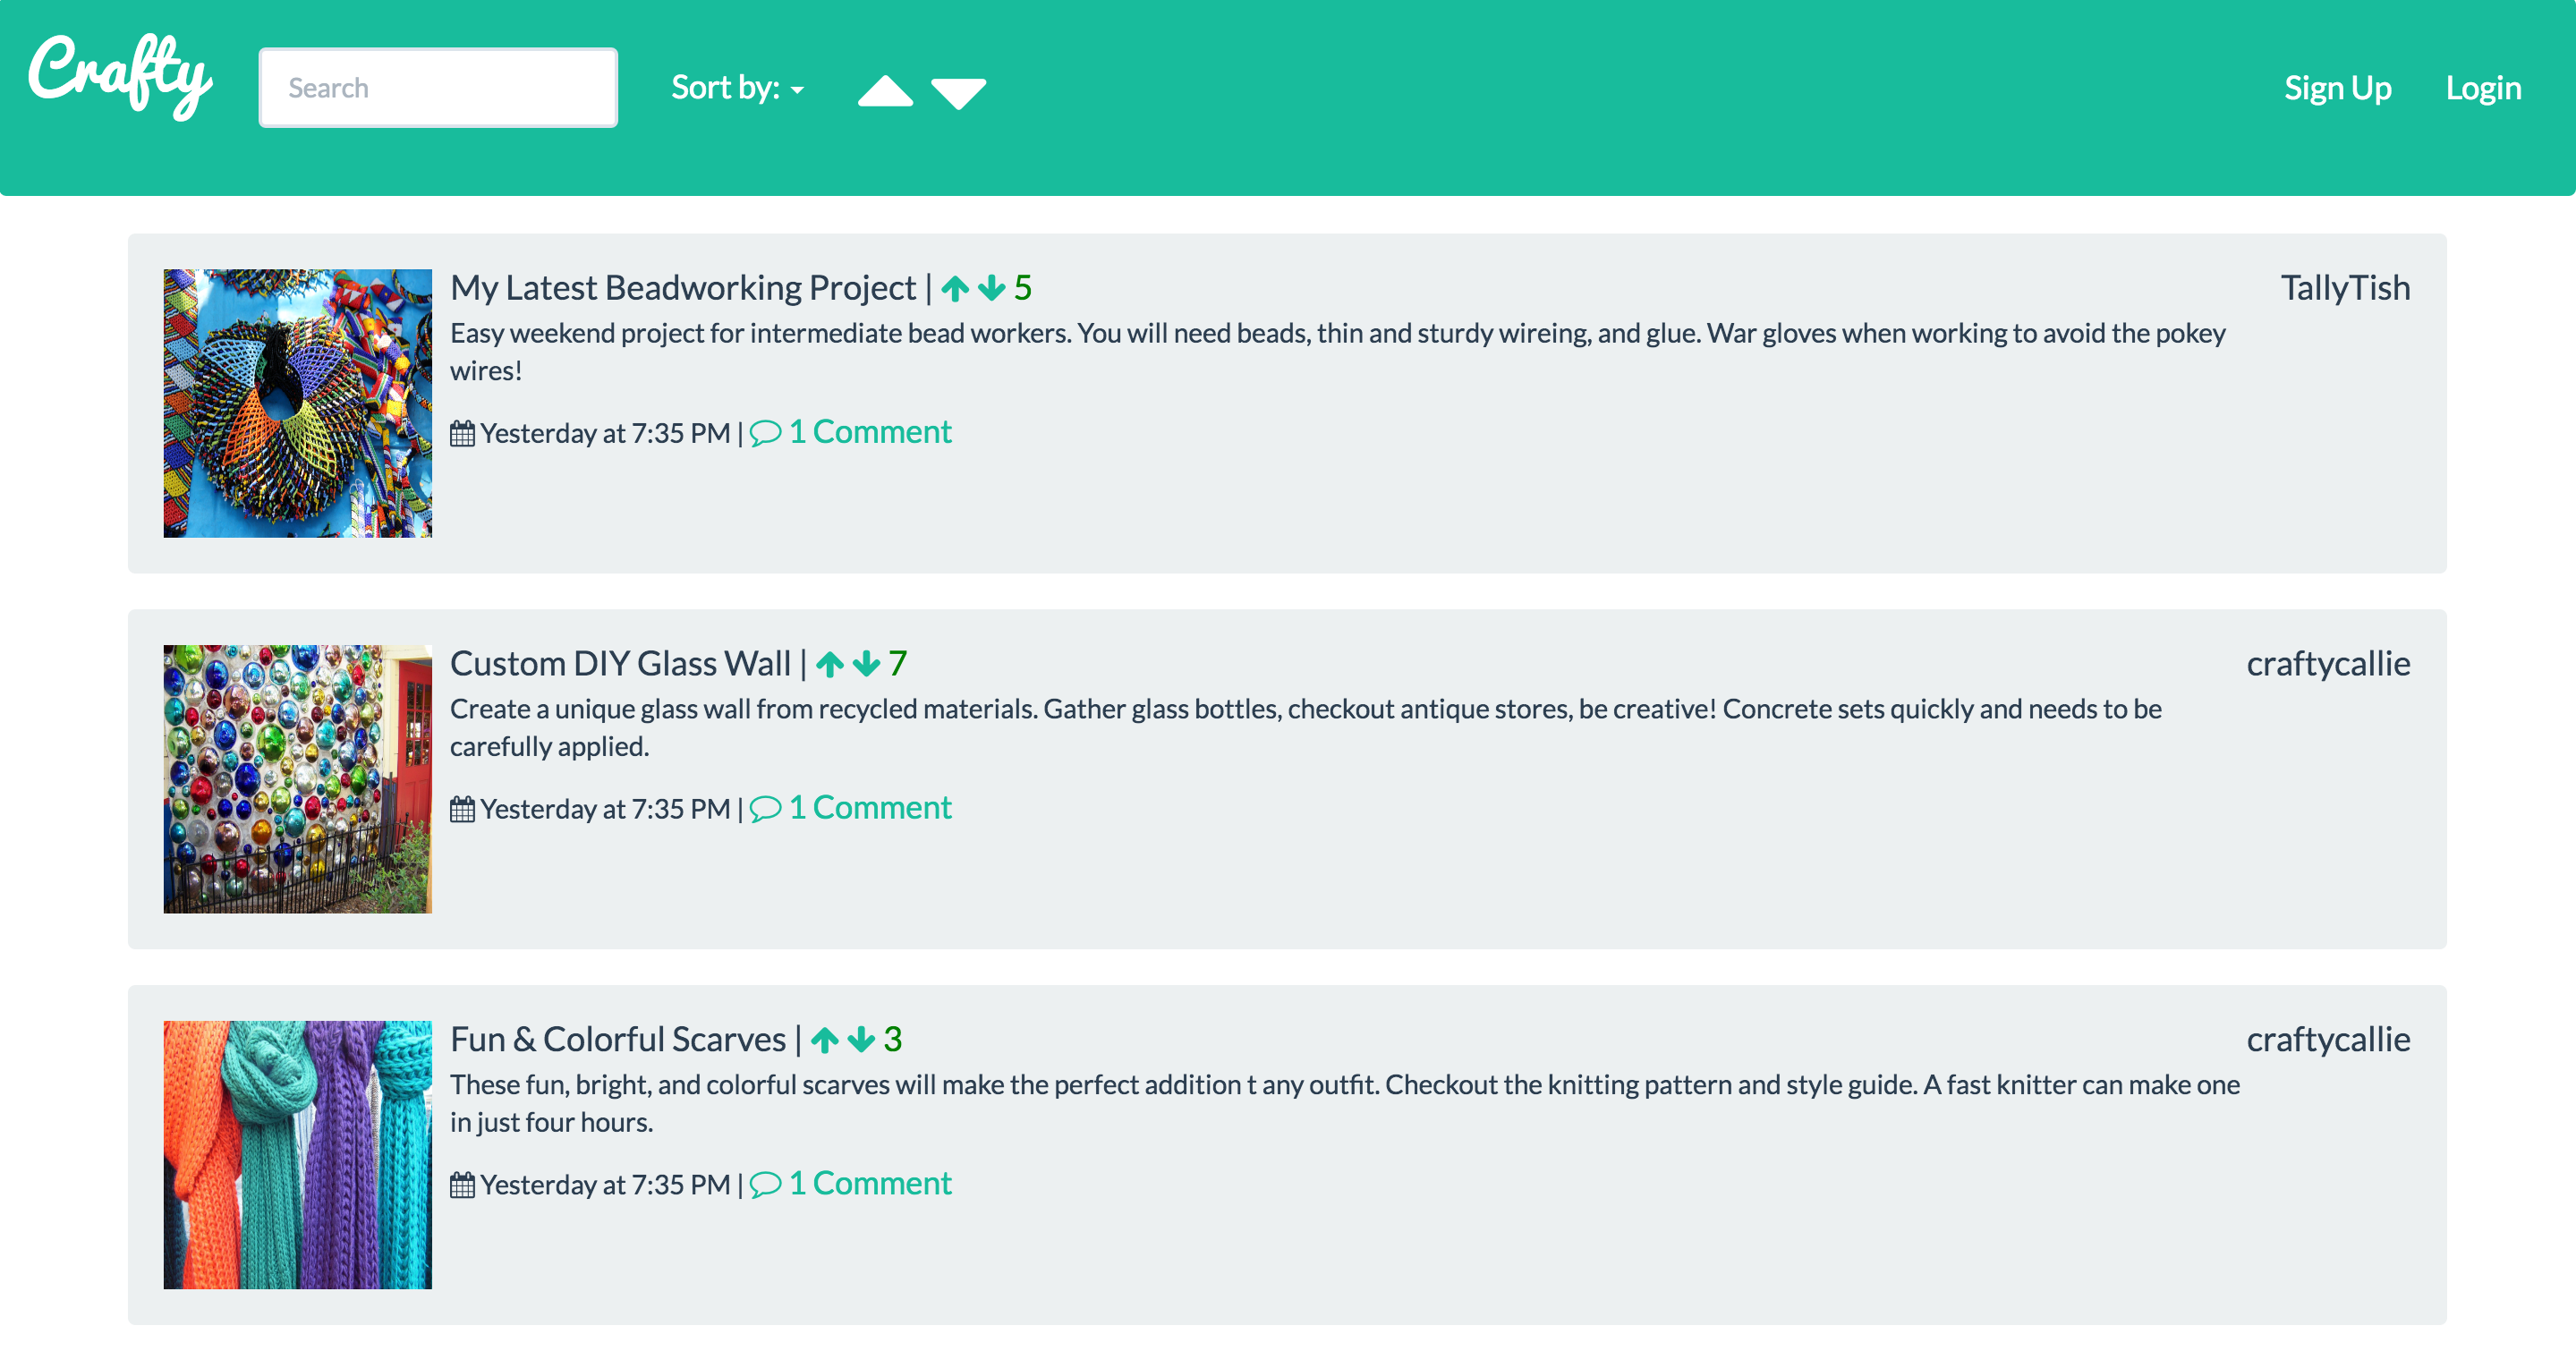 Crafty
Search
Sort by:
Sign Up
Login
My Latest Beadworking Project | 5
TallyTish
Easy weekend project for intermediate bead workers. You will need beads, thin and sturdy wireing, and glue. War gloves when working to avoid the pokey
wires!
Yesterday at 7:35 PM | 1 Comment
Custom DIY Glass Wall | 7
craftycallie
Create a unique glass wall from recycled materials. Gather glass bottles, checkout antique stores, be creative! Concrete sets quickly and needs to be
carefully applied.
Yesterday at 7:35 PM | 1 Comment
Fun & Colorful Scarves | 3
craftycallie
These fun, bright, and colorful scarves will make the perfect addition t any outfit. Checkout the knitting pattern and style guide. A fast knitter can make one
in just four hours.
Yesterday at 7:35 PM | 1 Comment